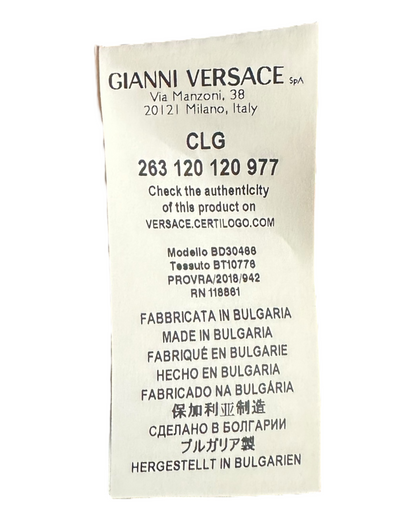 GIANNI VERSACE SpA
Via Manzoni, 38
20121 Milano, Italy
CLG
263 120 120 977
Check the authenticity
of this product on
VERSACE.CERTILOGO.COM
Modello BD30466
Tessuto BT10776
PROVRA/2018/942
RN 118861
FABBRICATA IN BULGARIA
MADE IN BULGARIA
FABRIQUÉ EN BULGARIE
HECHO EN BULGARIA
FABRICADO NA BULGÁRIA
保加利亚制造
СДЕЛАНО В БОЛГАРИИ
ブルガリア製
HERGESTELLT IN BULGARIEN